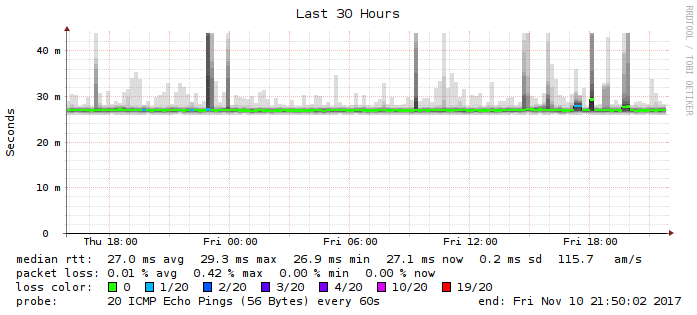 Last 30 Hours
RRDTOOL / TOBI OETIKER
Seconds
40 m
30 m
20 m
10 m
0
Thu 18:00 Fri 00:00 Fri 06:00 Fri 12:00 Fri 18:00
median rtt: 27.0 ms avg 29.3 ms max 26.9 ms min 27.1 ms now 0.2 ms sd 115.7 am/s
packet loss: 0.01 % avg 0.42 % max 0.00 % min 0.00 % now
loss color: 0 1/20 2/20 3/20 4/20 10/20 19/20
probe: 20 ICMP Echo Pings (56 Bytes) every 60s end: Fri Nov 10 21:50:02 2017